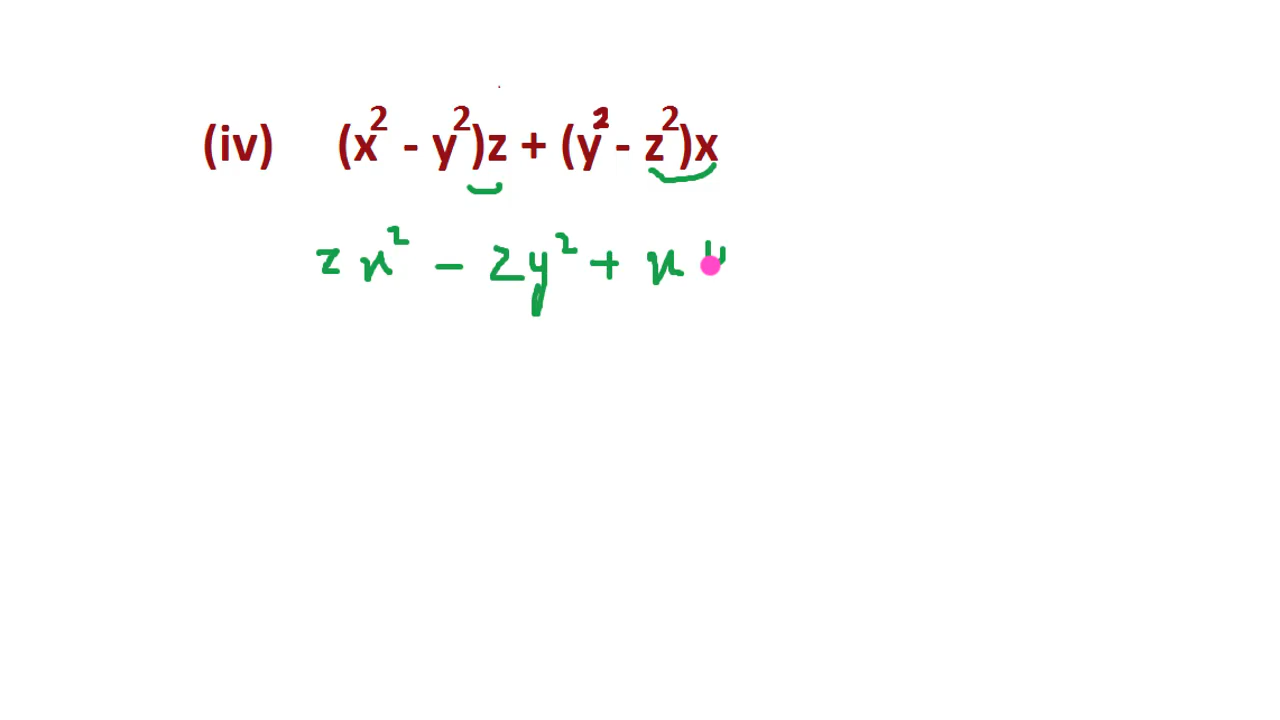 (iv) (x² - y²)z + (y² - z²)x
zx² - zy² + x y